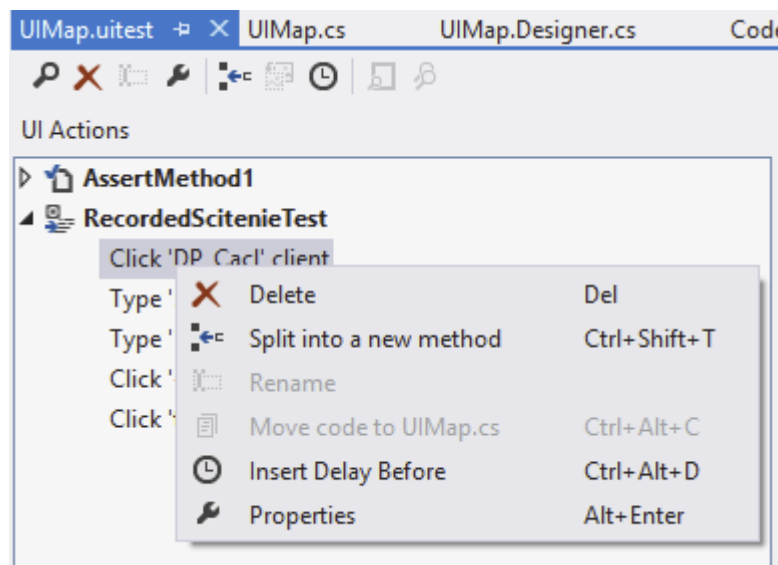 UIMap.uitest UIMap.cs UIMap.Designer.cs Code
UI Actions
AssertMethod1
RecordedScitenieTest
Click 'DP_Cacl' client
Type '
Type '
Click '
Click '
Delete Del
Split into a new method Ctrl+Shift+T
Rename
Move code to UIMap.cs Ctrl+Alt+C
Insert Delay Before Ctrl+Alt+D
Properties Alt+Enter